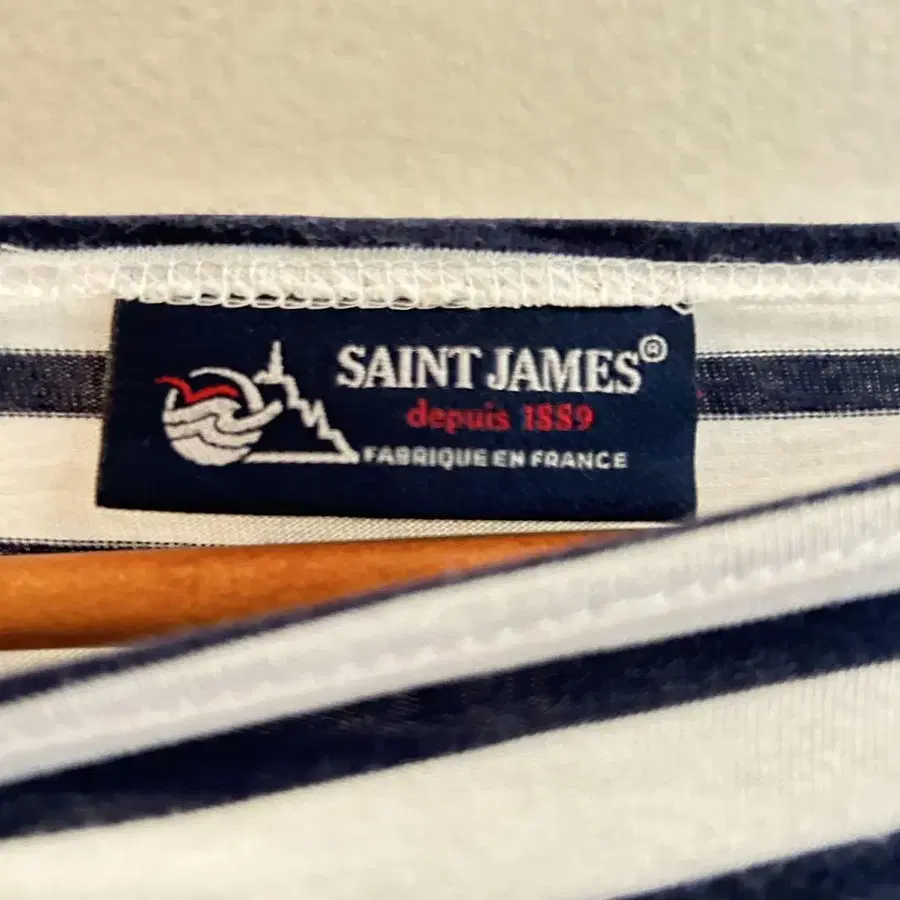 SAINT JAMES®
depuis 1889
FABRIQUE EN FRANCE